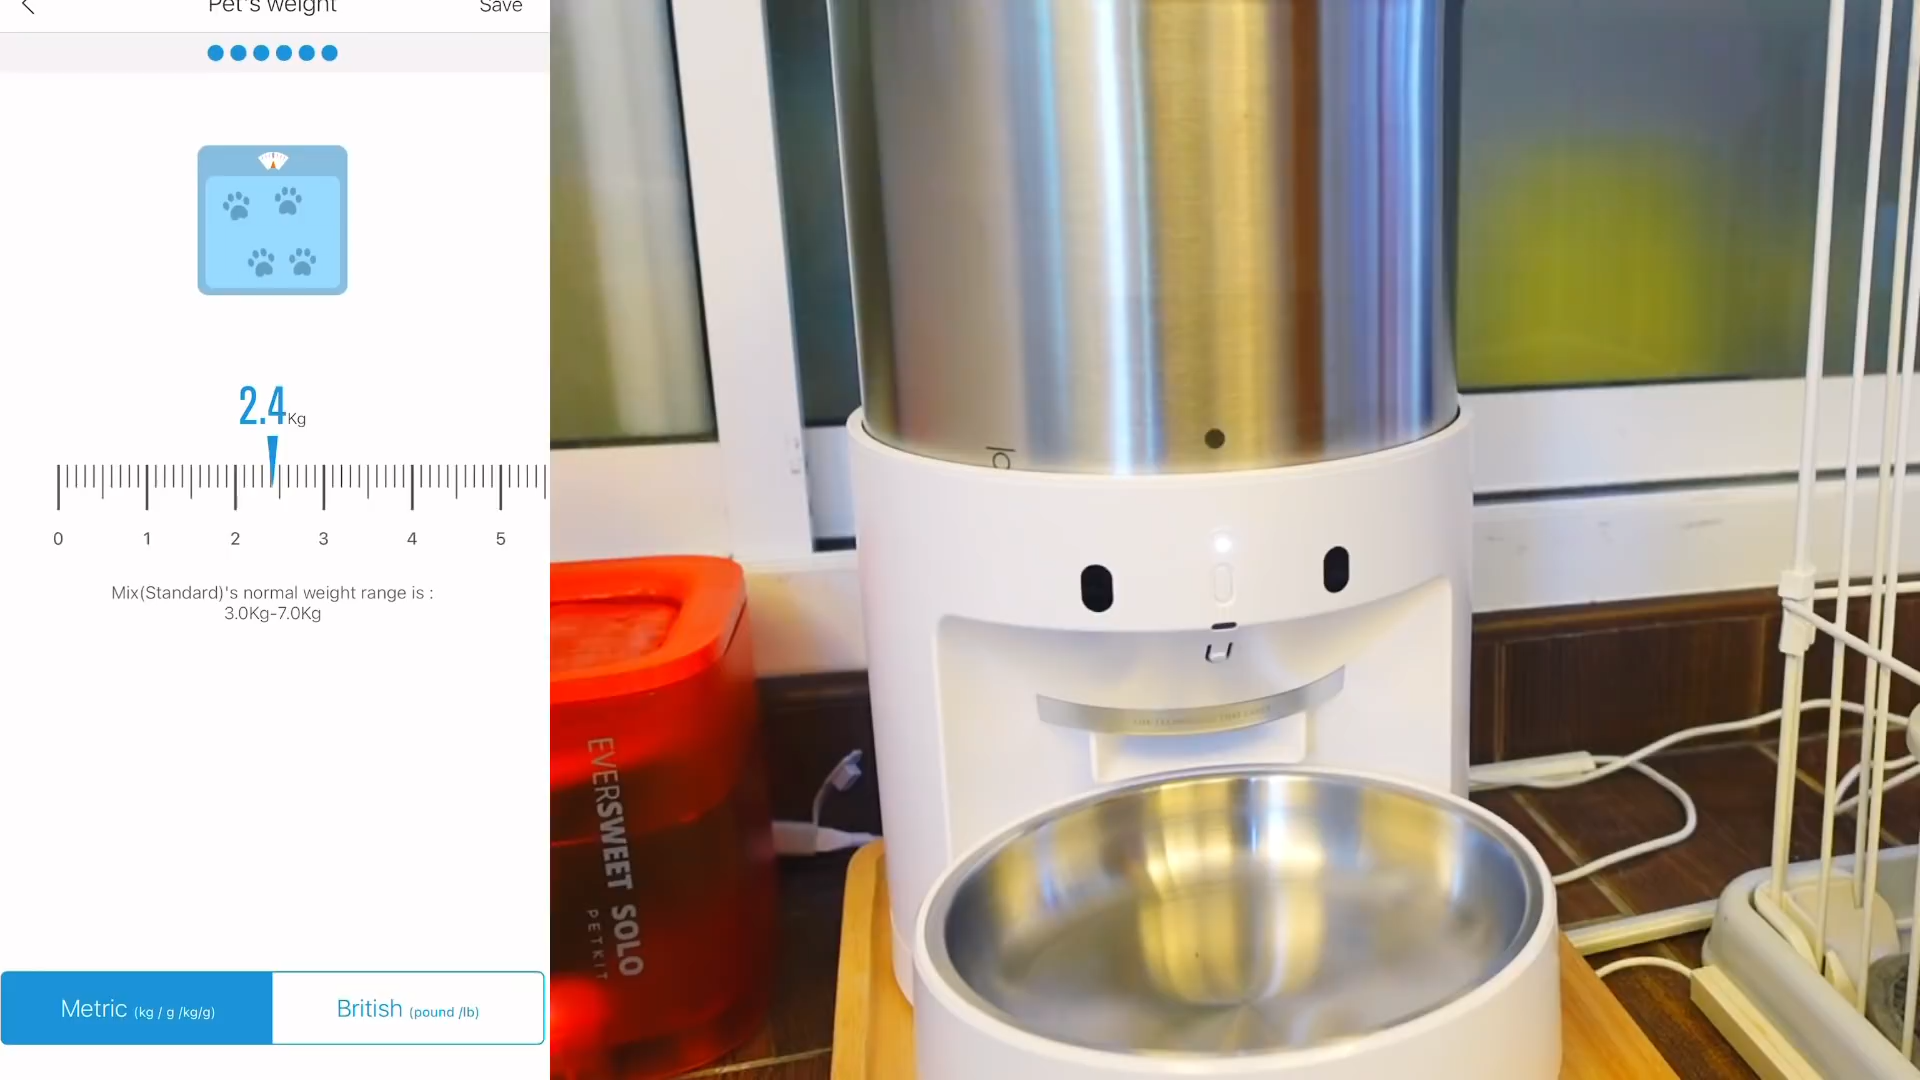 Pet's weight
Save
2.4Kg
0 1 2 3 4 5
Mix(Standard)'s normal weight range is :
3.0Kg-7.0Kg
Metric (kg / g /kg/g)
British (pound /lb)
EVERSWEET SOLO
PETKIT